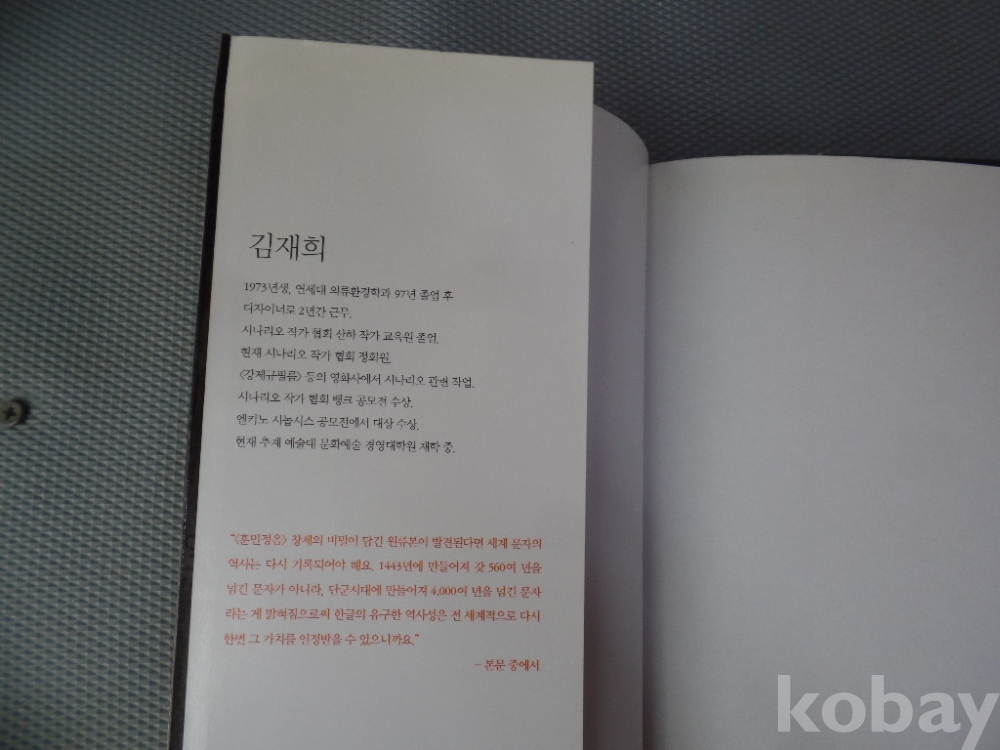 김재희
1973년생, 연세대 의류환경학과 97년 졸업 후
디자이너로 2년간 근무.
시나리오 작가 협회 산하 작가 교육원 졸업.
현재 시나리오 작가 협회 정회원.
〈강제규필름〉 등의 영화사에서 시나리오 관련 작업.
시나리오 작가 협회 뱅크 공모전 수상.
엔키노 시놉시스 공모전에서 대상 수상.
현재 추계 예술대 문화예술 경영대학원 재학 중.
“《훈민정음》 창제의 비밀이 담긴 원류본이 발견된다면 세계 문자의
역사는 다시 기록되어야 해요. 1443년에 만들어져 갓 560여 년을
넘긴 문자가 아니라, 단군시대에 만들어져 4,000여 년을 넘긴 문자
라는 게 밝혀짐으로써 한글의 유구한 역사성은 전 세계적으로 다시
한번 그 가치를 인정받을 수 있으니까요.”
– 본문 중에서
kobay